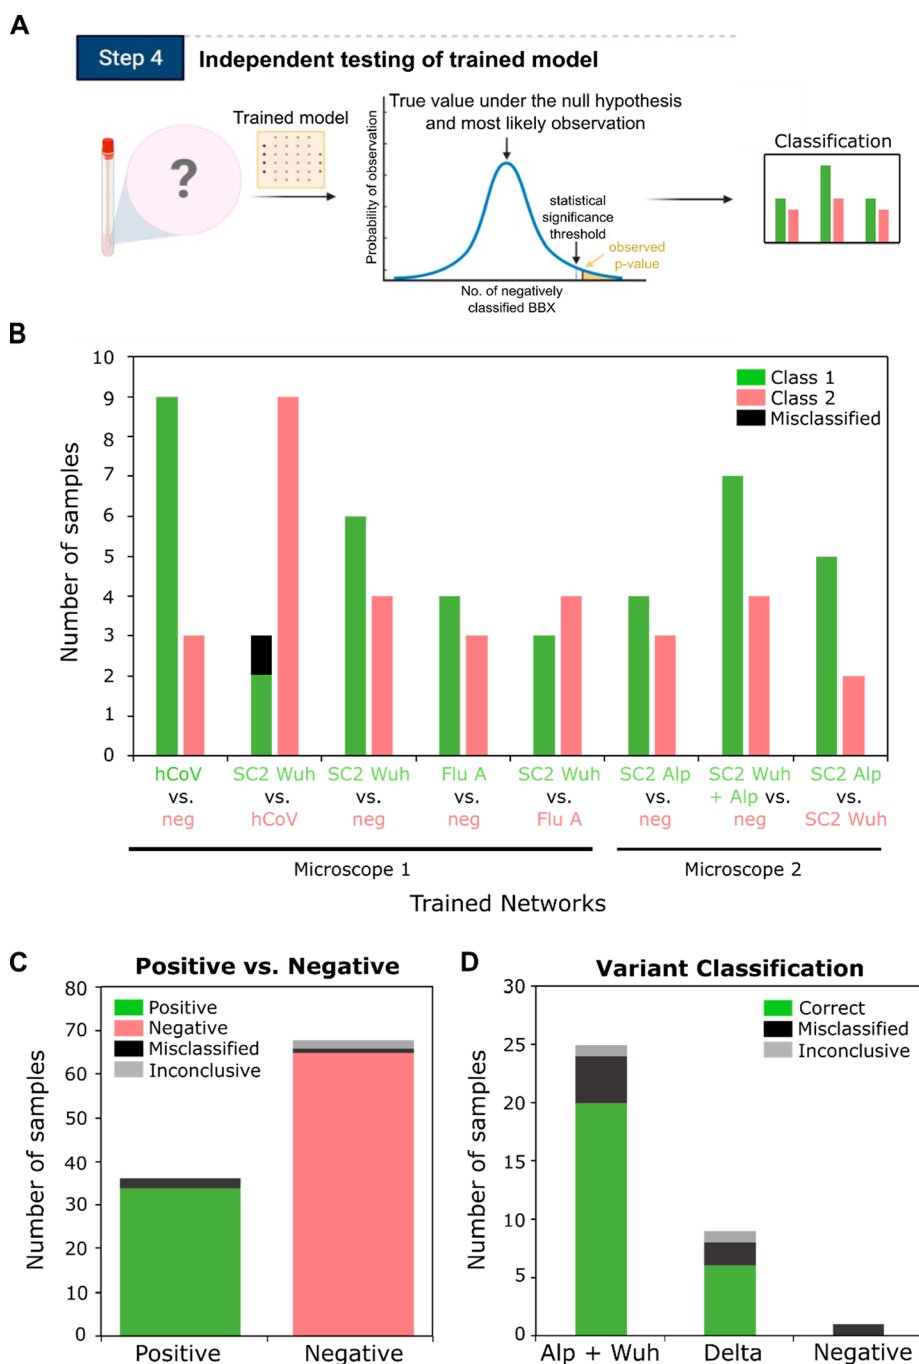 A
Step 4
Independent testing of trained model
?
Trained model
Probability of observation
True value under the null hypothesis
and most likely observation
statistical
significance
threshold
observed
p-value
No. of negatively
classified BBX
Classification
B
Number of samples
10
9
8
7
6
5
4
3
2
1
0
Class 1
Class 2
Misclassified
hCoV
vs.
neg
SC2 Wuh
vs.
hCoV
SC2 Wuh
vs.
neg
Flu A
vs.
neg
SC2 Wuh
vs.
Flu A
SC2 Alp
vs.
neg
SC2 Wuh
+ Alp vs.
neg
SC2 Alp
vs.
SC2 Wuh
Microscope 1
Microscope 2
Trained Networks
C
Positive vs. Negative
Number of samples
80
70
60
50
40
30
20
10
0
Positive
Negative
Misclassified
Inconclusive
Positive
Negative
D
Variant Classification
Number of samples
30
25
20
15
10
5
0
Correct
Misclassified
Inconclusive
Alp + Wuh
Delta
Negative